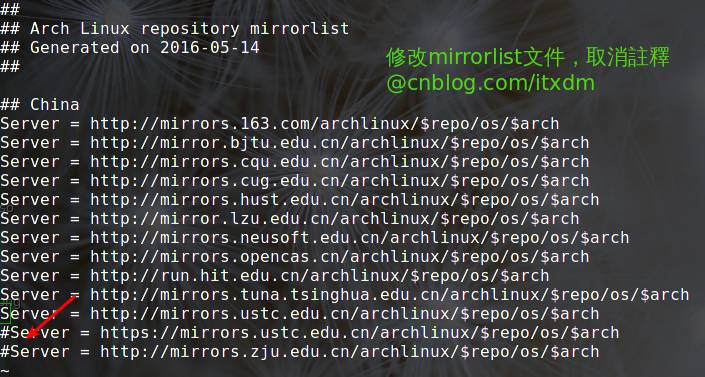 ##
## Arch Linux repository mirrorlist
## Generated on 2016-05-14
##
修改mirrorlist文件，取消註釋
@cnblog.com/itxdm
## China
Server = http://mirrors.163.com/archlinux/$repo/os/$arch
Server = http://mirror.bjtu.edu.cn/archlinux/$repo/os/$arch
Server = http://mirrors.cqu.edu.cn/archlinux/$repo/os/$arch
Server = http://mirrors.cug.edu.cn/archlinux/$repo/os/$arch
Server = http://mirrors.hust.edu.cn/archlinux/$repo/os/$arch
Server = http://mirror.lzu.edu.cn/archlinux/$repo/os/$arch
Server = http://mirrors.neusoft.edu.cn/archlinux/$repo/os/$arch
Server = http://mirrors.opencas.cn/archlinux/$repo/os/$arch
Server = http://run.hit.edu.cn/archlinux/$repo/os/$arch
Server = http://mirrors.tuna.tsinghua.edu.cn/archlinux/$repo/os/$arch
Server = http://mirrors.ustc.edu.cn/archlinux/$repo/os/$arch
#Server = https://mirrors.ustc.edu.cn/archlinux/$repo/os/$arch
#Server = http://mirrors.zju.edu.cn/archlinux/$repo/os/$arch
~